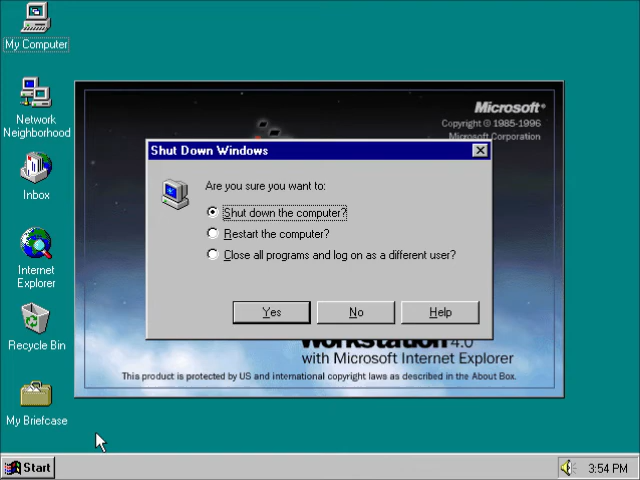 My Computer
Network
Neighborhood
Inbox
Internet
Explorer
Recycle Bin
My Briefcase
Microsoft®
Copyright © 1985-1996
Microsoft Corporation
Shut Down Windows
Are you sure you want to:
Shut down the computer?
Restart the computer?
Close all programs and log on as a different user?
Yes
No
Help
Workstation 4.0
with Microsoft Internet Explorer
This product is protected by US and international copyright laws as described in the About Box.
Start
3:54 PM